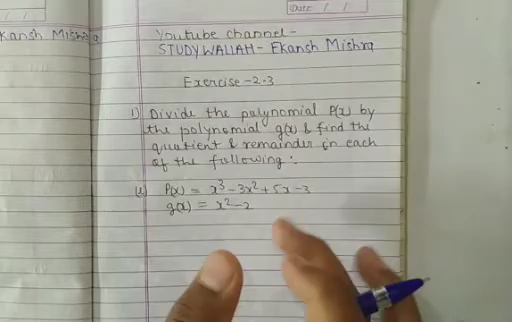 Date / /
Kansh Mishra
Youtube channel-
STUDY WALLAH- Ekansh Mishra
Exercise-2.3
1) Divide the polynomial P(x) by
the polynomial g(x) & find the
quotient & remainder in each
of the following:
(i) P(x) = x³-3x²+5x-3
g(x) = x²-2